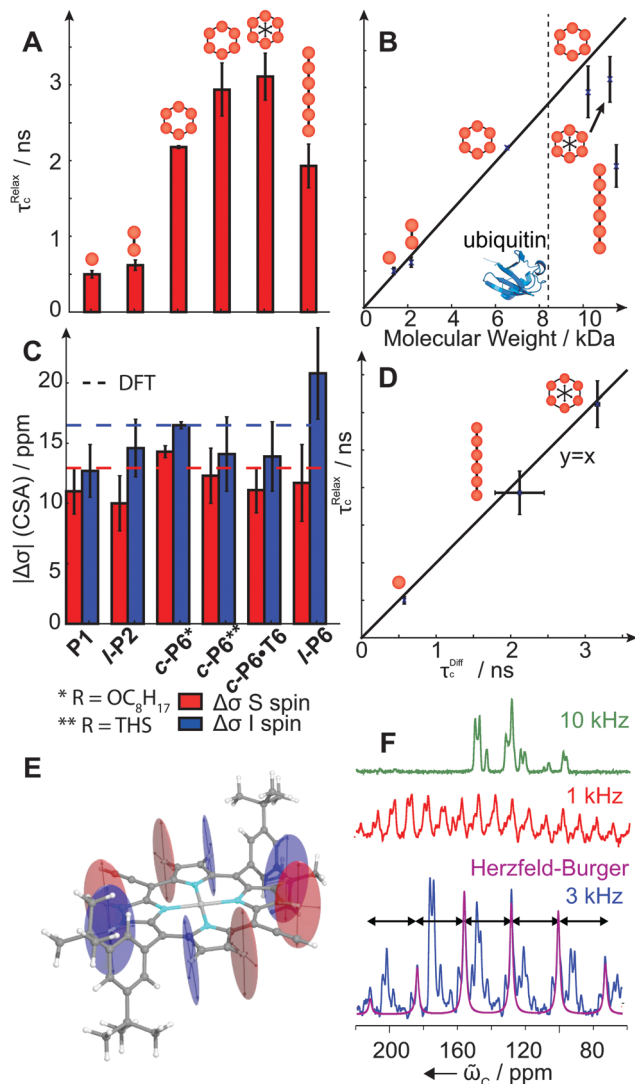 A
τc^Relax / ns
3
2
1
0
B
ubiquitin
0 2 4 6 8 10
Molecular Weight / kDa
C
DFT
|Δσ| (CSA) / ppm
20
15
10
5
0
P1 l-P2 c-P6* c-P6** c-P6•T6 l-P6
* R = OC8H17
** R = THS
Δσ S spin
Δσ I spin
D
y=x
τc^Relax / ns
0 1 2 3
τc^Diff / ns
E
F
10 kHz
1 kHz
Herzfeld-Burger
3 kHz
220 160 120 80
← ω̃C / ppm